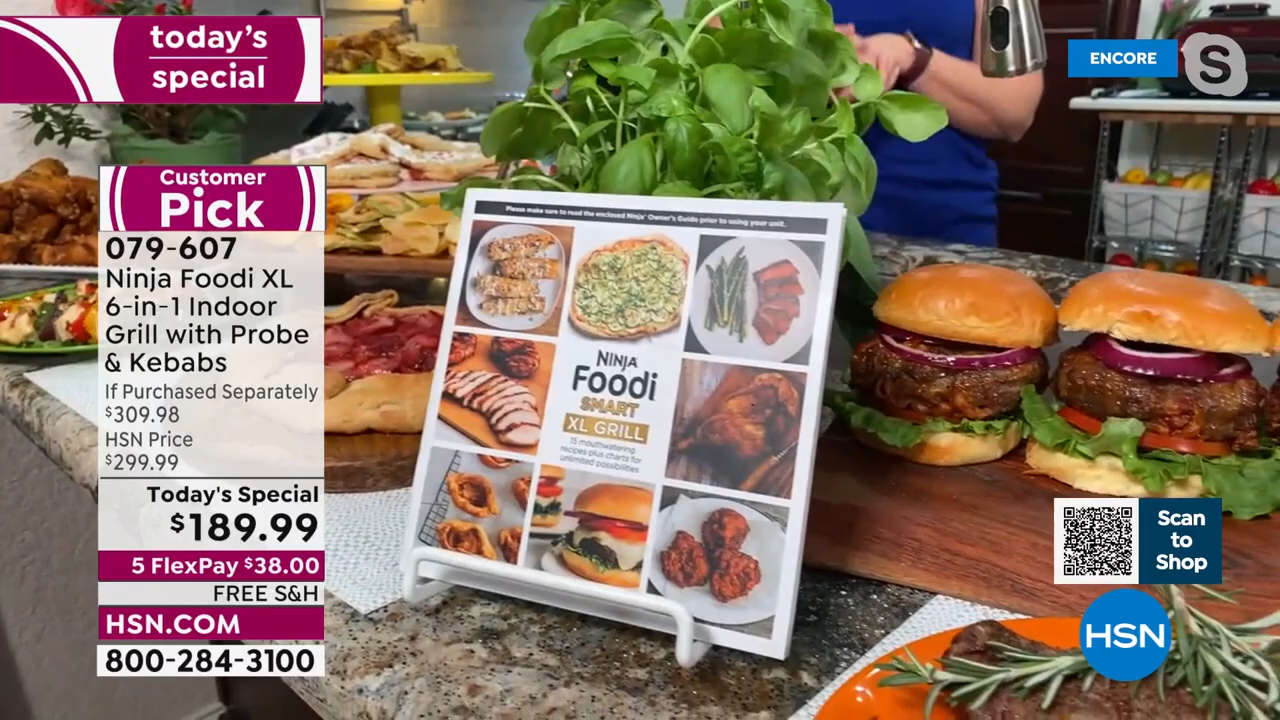 today's
special
ENCORE
S
Customer
Pick
079-607
Ninja Foodi XL
6-in-1 Indoor
Grill with Probe
& Kebabs
If Purchased Separately
$309.98
HSN Price
$299.99
Today's Special
$189.99
5 FlexPay $38.00
FREE S&H
HSN.COM
800-284-3100
Please make sure to read the enclosed Ninja® Owner's Guide prior to using your unit.
NINJA
Foodi
SMART
XL GRILL
15 mouthwatering
recipes plus charts for
unlimited possibilities
Scan
to
Shop
HSN